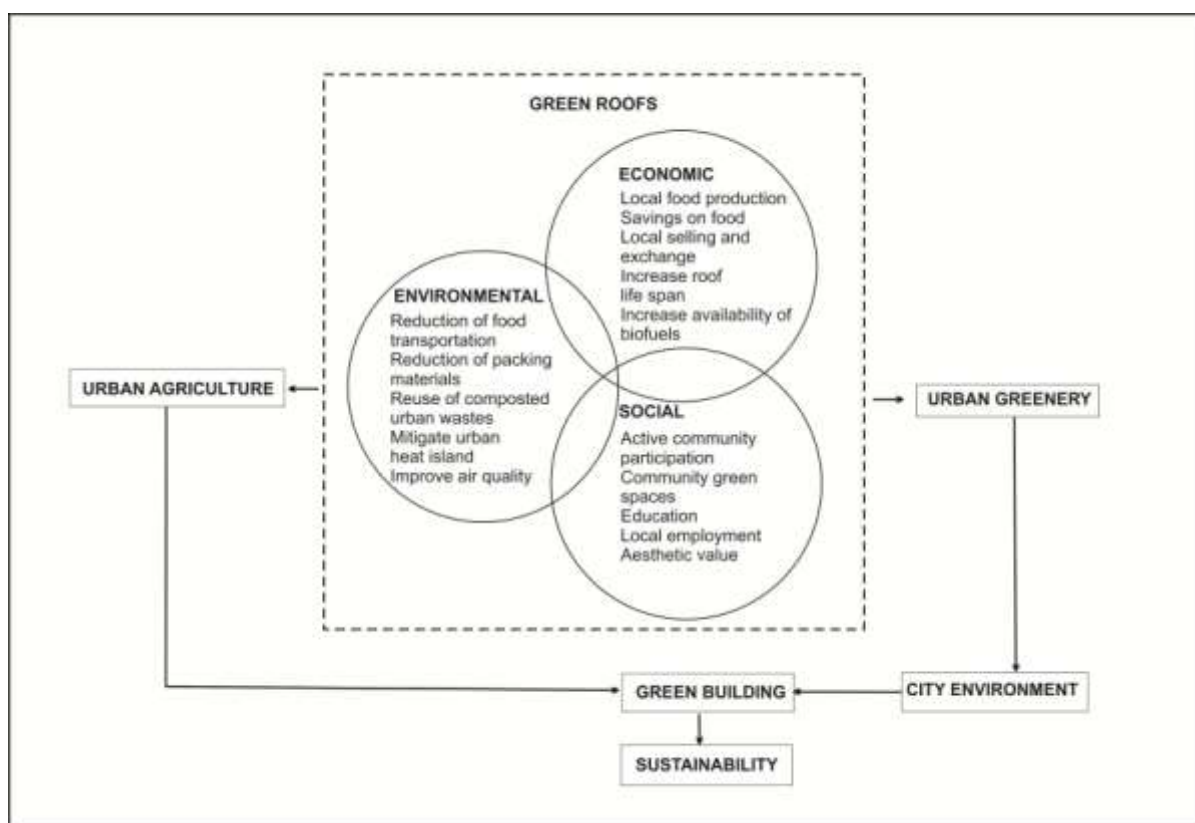 GREEN ROOFS
ECONOMIC
Local food production
Savings on food
Local selling and
exchange
Increase roof
life span
Increase availability of
biofuels
ENVIRONMENTAL
Reduction of food
transportation
Reduction of packing
materials
Reuse of composted
urban wastes
Mitigate urban
heat island
Improve air quality
SOCIAL
Active community
participation
Community green
spaces
Education
Local employment
Aesthetic value
URBAN AGRICULTURE
URBAN GREENERY
GREEN BUILDING
CITY ENVIRONMENT
SUSTAINABILITY